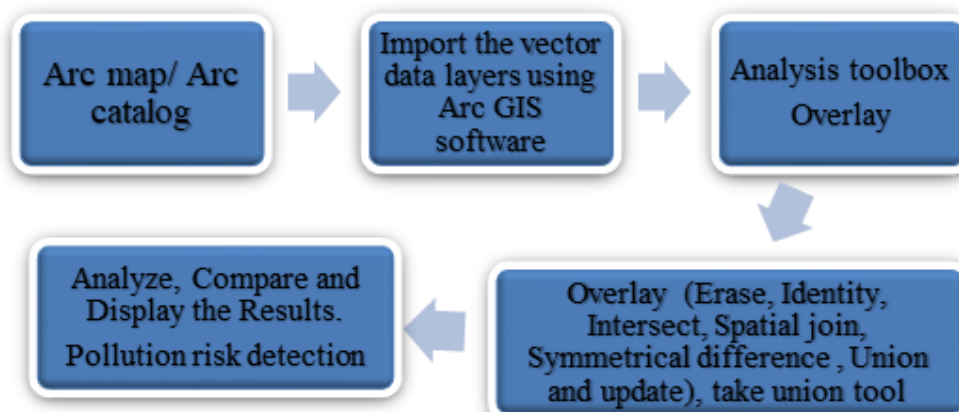 Arc map/ Arc
catalog
Import the vector
data layers using
Arc GIS
software
Analysis toolbox
Overlay
Overlay (Erase, Identity,
Intersect, Spatial join,
Symmetrical difference , Union
and update), take union tool
Analyze, Compare and
Display the Results.
Pollution risk detection